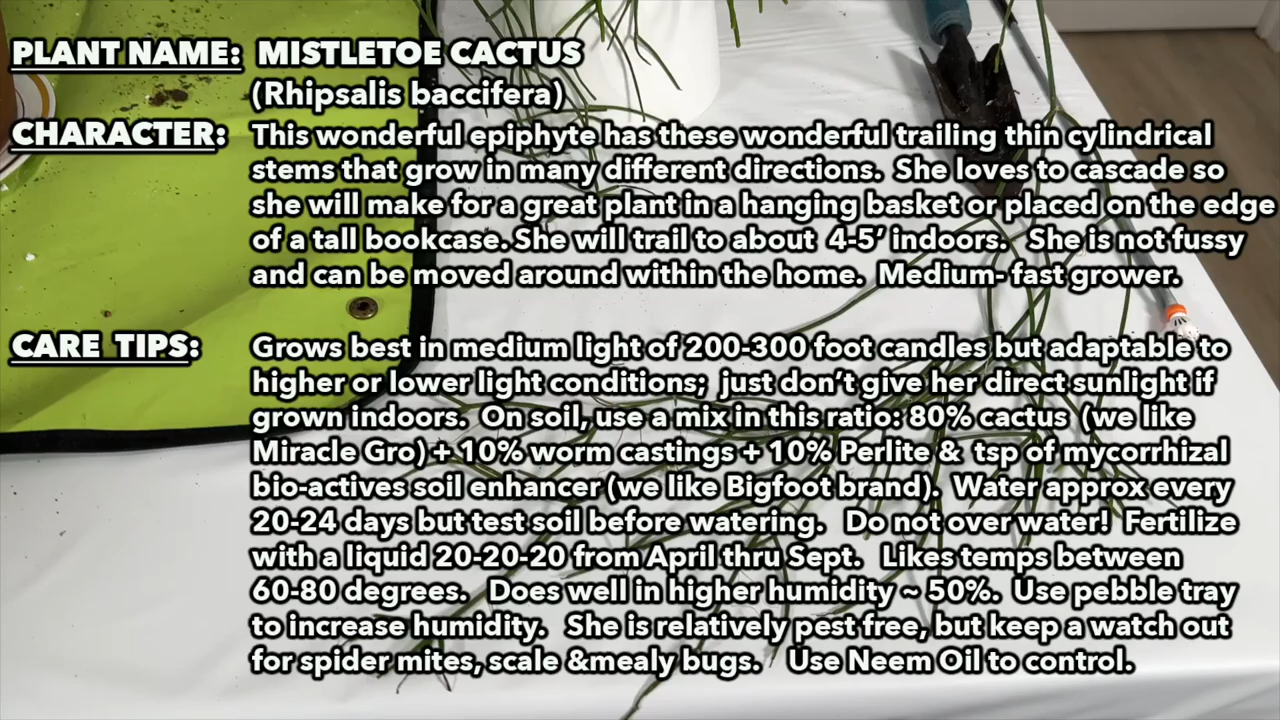 PLANT NAME: MISTLETOE CACTUS
(Rhipsalis baccifera)
CHARACTER: This wonderful epiphyte has these wonderful trailing thin cylindrical
stems that grow in many different directions. She loves to cascade so
she will make for a great plant in a hanging basket or placed on the edge
of a tall bookcase. She will trail to about 4-5' indoors. She is not fussy
and can be moved around within the home. Medium- fast grower.
CARE TIPS: Grows best in medium light of 200-300 foot candles but adaptable to
higher or lower light conditions; just don't give her direct sunlight if
grown indoors. On soil, use a mix in this ratio: 80% cactus (we like
Miracle Gro) + 10% worm castings + 10% Perlite & tsp of mycorrhizal
bio-actives soil enhancer (we like Bigfoot brand). Water approx every
20-24 days but test soil before watering. Do not over water! Fertilize
with a liquid 20-20-20 from April thru Sept. Likes temps between
60-80 degrees. Does well in higher humidity ~ 50%. Use pebble tray
to increase humidity. She is relatively pest free, but keep a watch out
for spider mites, scale &mealy bugs. Use Neem Oil to control.